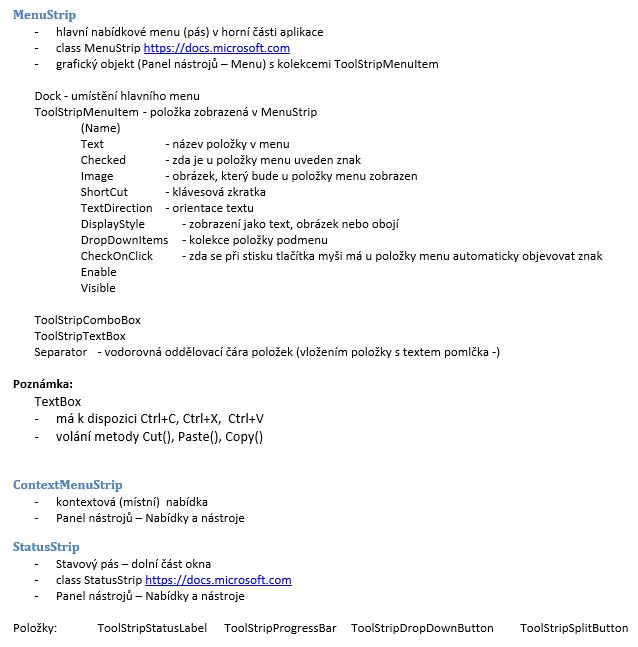 MenuStrip
- hlavní nabídkové menu (pás) v horní části aplikace
- class MenuStrip https://docs.microsoft.com
- grafický objekt (Panel nástrojů – Menu) s kolekcemi ToolStripMenuItem
Dock - umístění hlavního menu
ToolStripMenuItem - položka zobrazená v MenuStrip
(Name)
Text - název položky v menu
Checked - zda je u položky menu uveden znak
Image - obrázek, který bude u položky menu zobrazen
ShortCut - klávesová zkratka
TextDirection - orientace textu
DisplayStyle - zobrazení jako text, obrázek nebo obojí
DropDownItems - kolekce položky podmenu
CheckOnClick - zda se při stisku tlačítka myši má u položky menu automaticky objevovat znak
Enable
Visible
ToolStripComboBox
ToolStripTextBox
Separator - vodorovná oddělovací čára položek (vložením položky s textem pomlčka -)
Poznámka:
TextBox
- má k dispozici Ctrl+C, Ctrl+X, Ctrl+V
- volání metody Cut(), Paste(), Copy()
ContextMenuStrip
- kontextová (místní) nabídka
- Panel nástrojů – Nabídky a nástroje
StatusStrip
- Stavový pás – dolní část okna
- class StatusStrip https://docs.microsoft.com
- Panel nástrojů – Nabídky a nástroje
Položky: ToolStripStatusLabel ToolStripProgressBar ToolStripDropDownButton ToolStripSplitButton